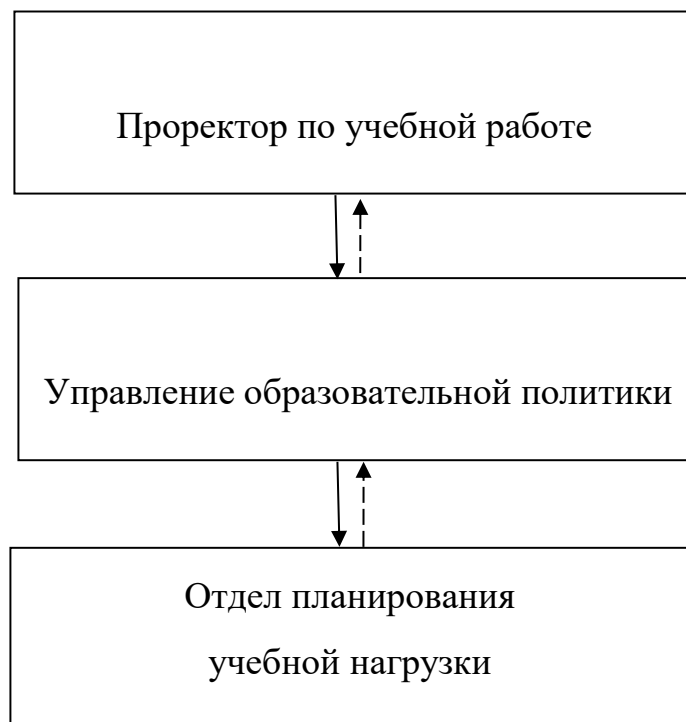 Проректор по учебной работе
Управление образовательной политики
Отдел планирования
учебной нагрузки